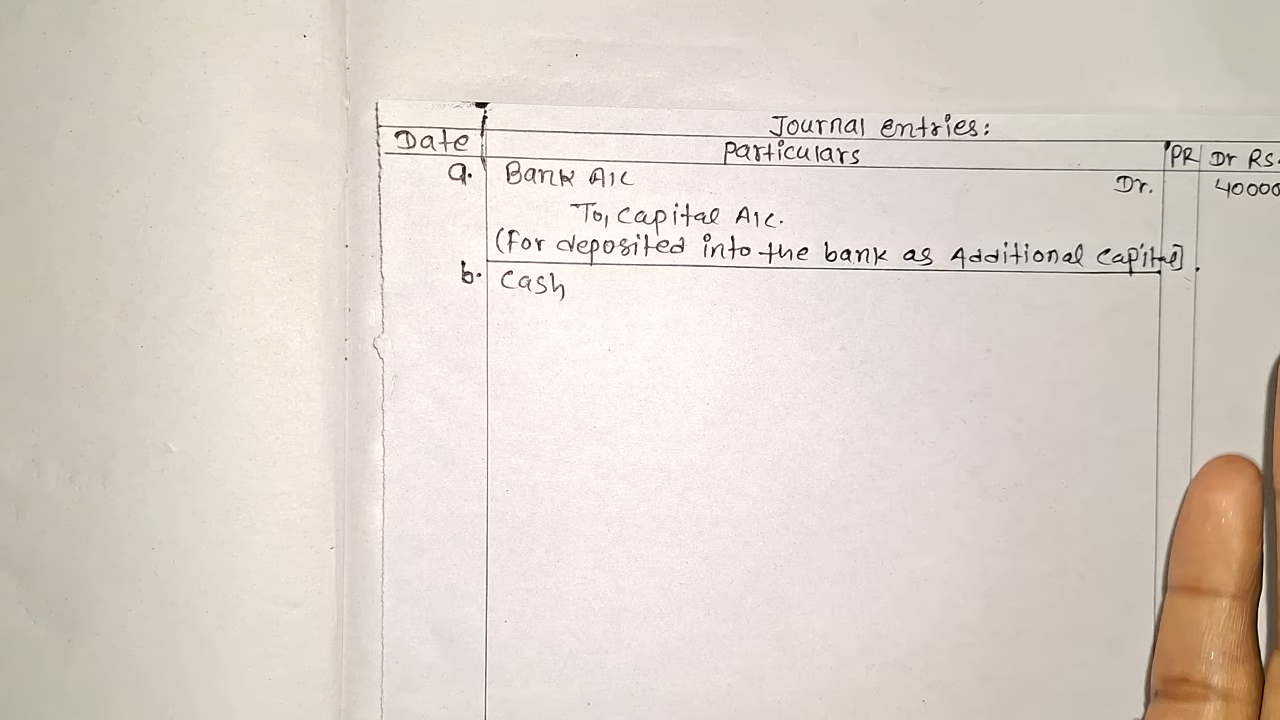 Journal entries:
Date Particulars PR Dr Rs.
a. Bank A/c Dr. 40000
To, Capital A/c.
(For deposited into the bank as Additional Capital).
b. Cash